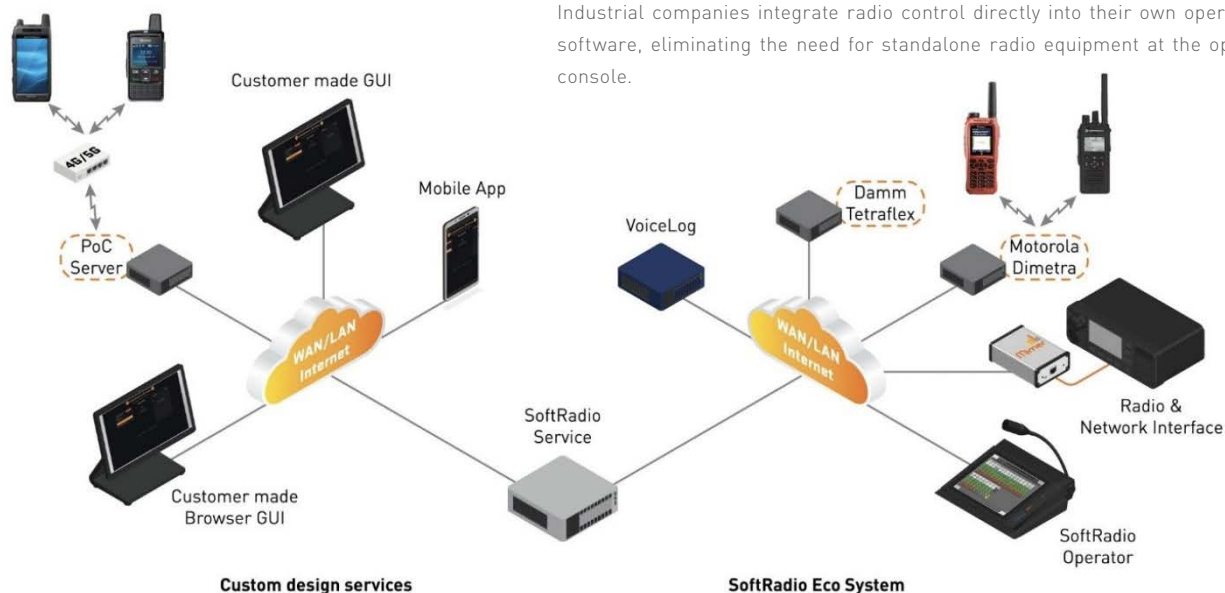 Industrial companies integrate radio control directly into their own
software, eliminating the need for standalone radio equipment at the
console.
Customer made GUI
4G/5G
Mobile App
PoC
Server
WAN/LAN
Internet
Customer made
Browser GUI
SoftRadio
Service
VoiceLog
Damm
Tetraflex
Motorola
Dimetra
WAN/LAN
Internet
mimer
Radio &
Network Interface
SoftRadio
Operator
Custom design services
SoftRadio Eco System